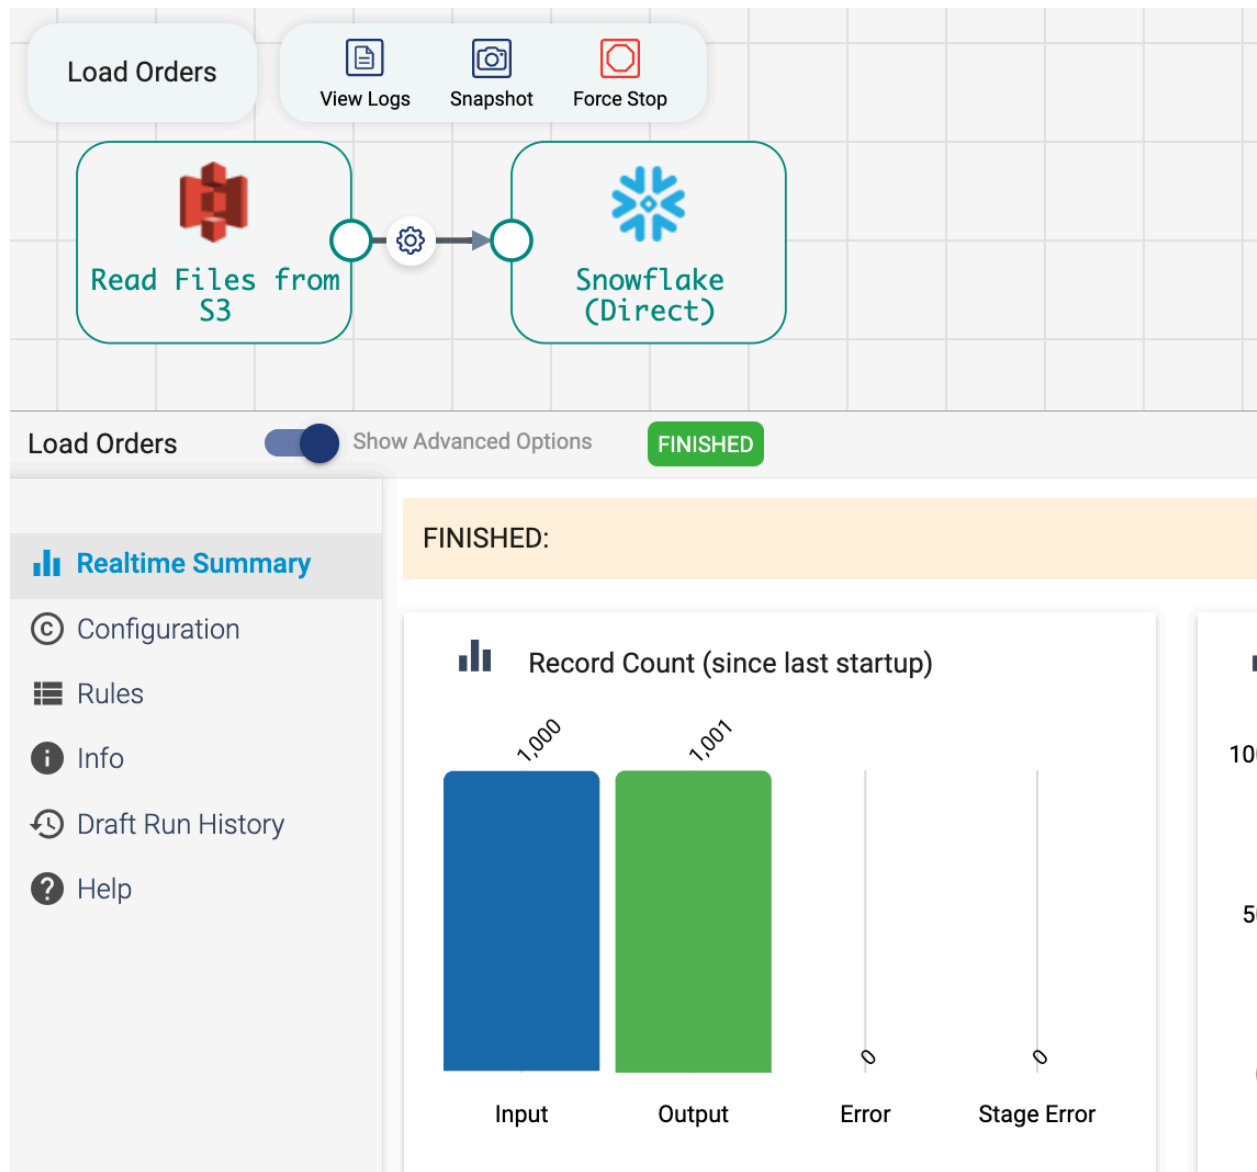 Load Orders
View Logs
Snapshot
Force Stop
Read Files from
S3
Snowflake
(Direct)
Load Orders
Show Advanced Options
FINISHED
Realtime Summary
Configuration
Rules
Info
Draft Run History
Help
FINISHED:
Record Count (since last startup)
1,000
1,001
0
0
Input
Output
Error
Stage Error